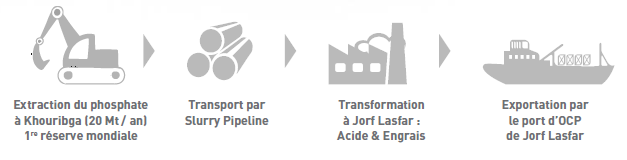 Extraction du phosphate
à Khouribga (20 Mt / an)
1re réserve mondiale
Transport par
Slurry Pipeline
Transformation
à Jorf Lasfar :
Acide & Engrais
Exportation par
le port d'OCP
de Jorf Lasfar